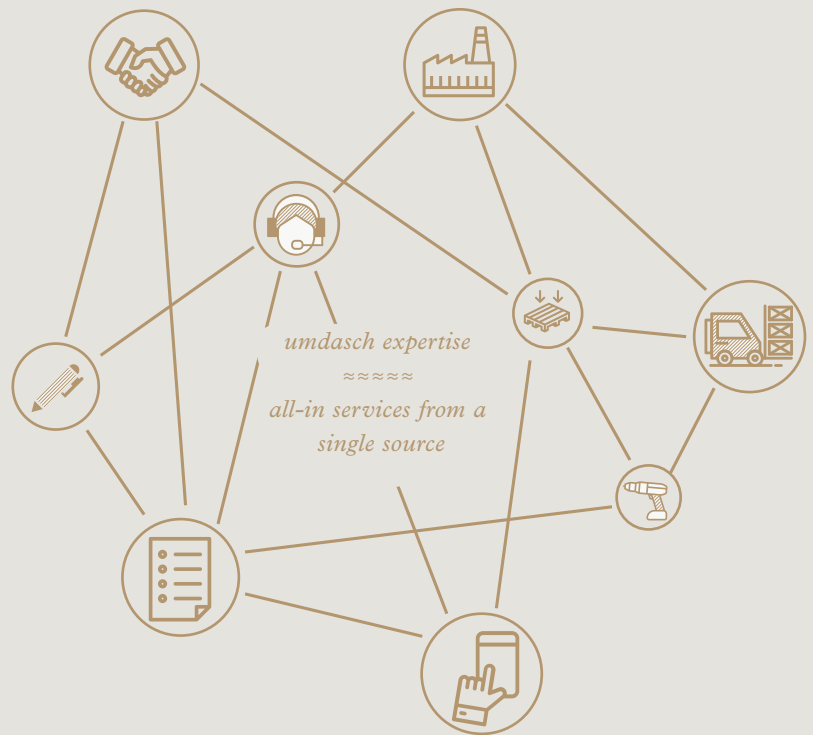 umdasch expertise
≈≈≈≈≈
all-in services from a
single source